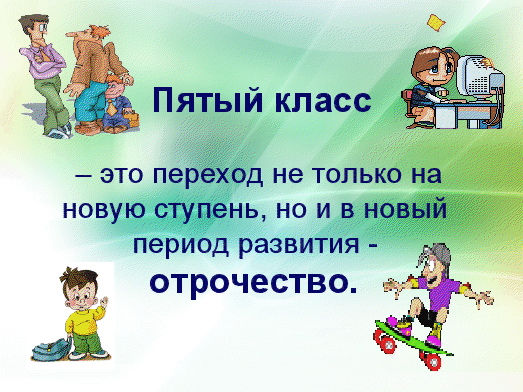 Пятый класс
– это переход не только на
новую ступень, но и в новый
период развития -
отрочество.